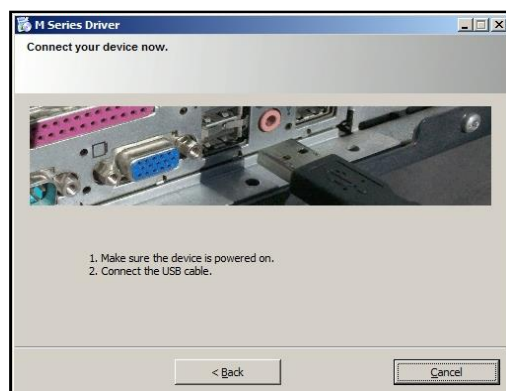 M Series Driver
Connect your device now.
1. Make sure the device is powered on.
2. Connect the USB cable.
< Back
Cancel